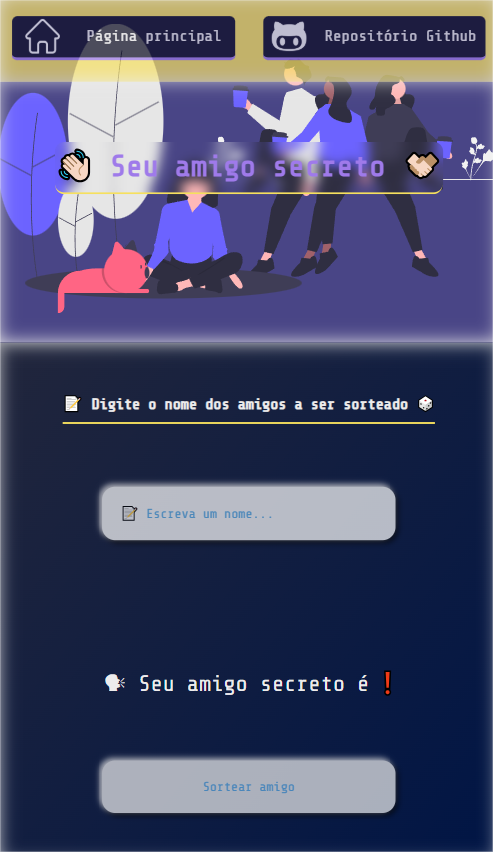 Página principal
Repositório Github
Seu amigo secreto
Digite o nome dos amigos a ser sorteado
Escreva um nome...
Seu amigo secreto é❗
Sortear amigo